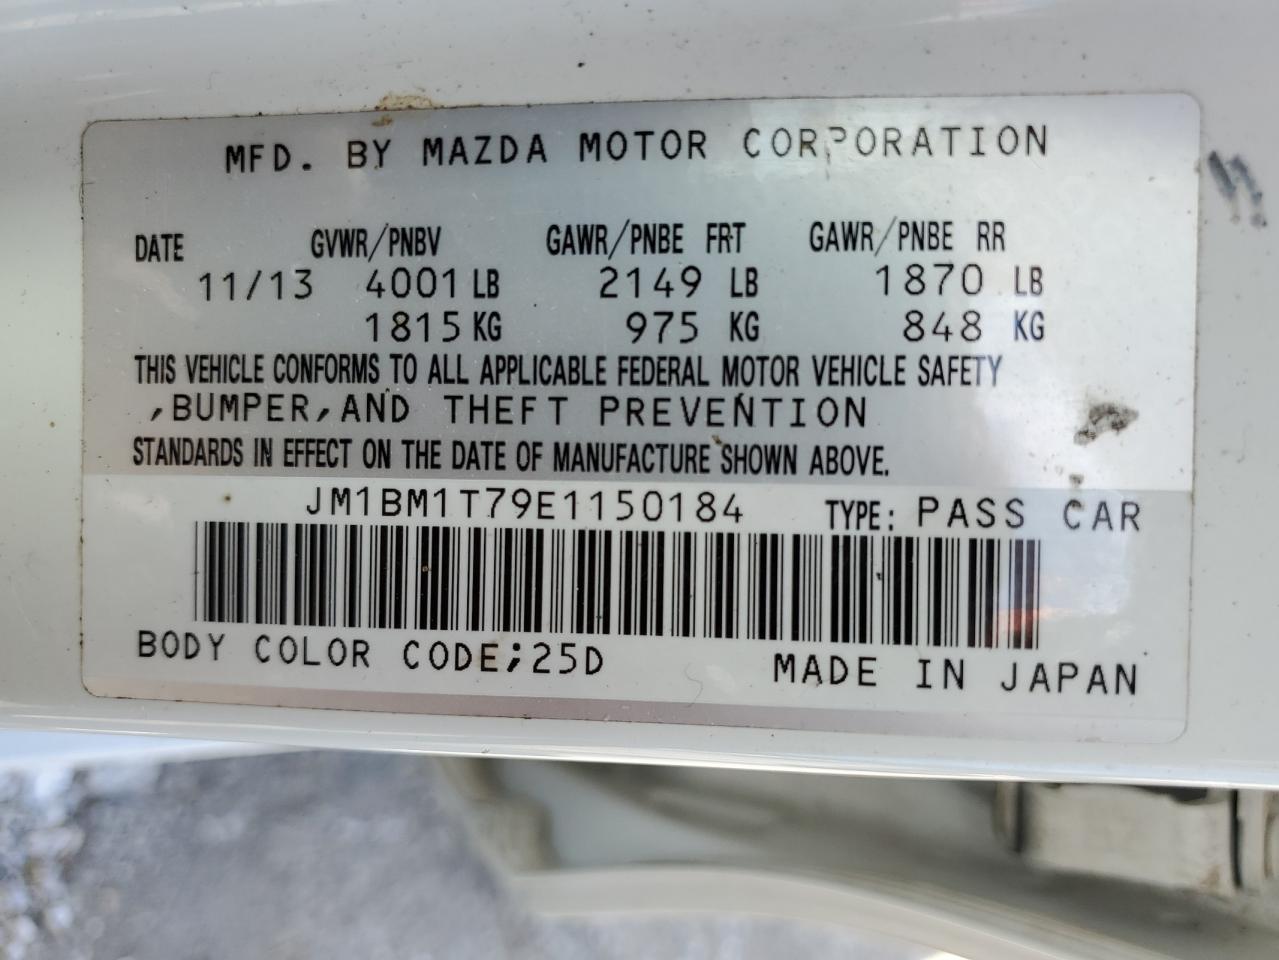 MFD. BY MAZDA MOTOR CORPORATION
DATE GVWR/PNBV GAWR/PNBE FRT GAWR/PNBE RR
11/13 4001 LB 2149 LB 1870 LB
1815 KG 975 KG 848 KG
THIS VEHICLE CONFORMS TO ALL APPLICABLE FEDERAL MOTOR VEHICLE SAFETY
,BUMPER,AND THEFT PREVENTION
STANDARDS IN EFFECT ON THE DATE OF MANUFACTURE SHOWN ABOVE.
JM1BM1T79E1150184 TYPE: PASS CAR
BODY COLOR CODE;25D MADE IN JAPAN